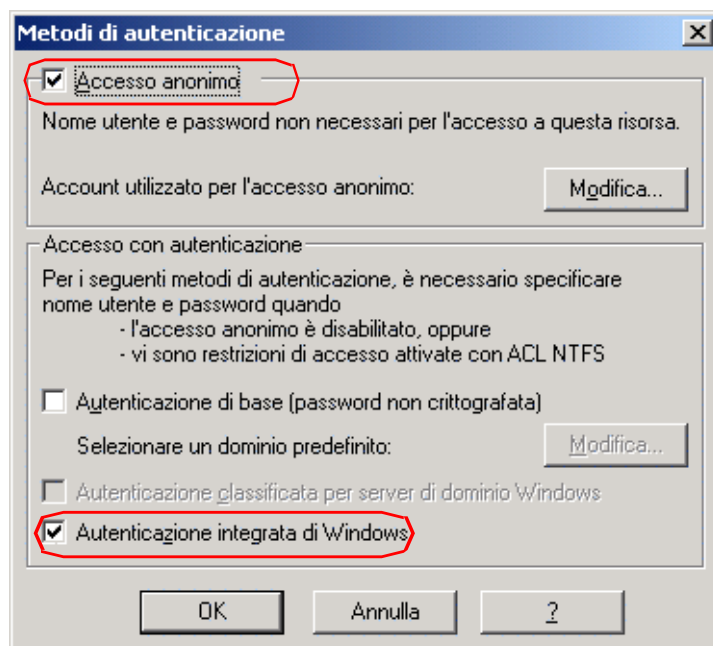 Metodi di autenticazione
Accesso anonimo
Nome utente e password non necessari per l'accesso a questa risorsa.
Account utilizzato per l'accesso anonimo:
Modifica...
Accesso con autenticazione
Per i seguenti metodi di autenticazione, è necessario specificare
nome utente e password quando
- l'accesso anonimo è disabilitato, oppure
- vi sono restrizioni di accesso attivate con ACL NTFS
Autenticazione di base (password non crittografata)
Selezionare un dominio predefinito:
Modifica...
Autenticazione classificata per server di dominio Windows
Autenticazione integrata di Windows
OK
Annulla
?